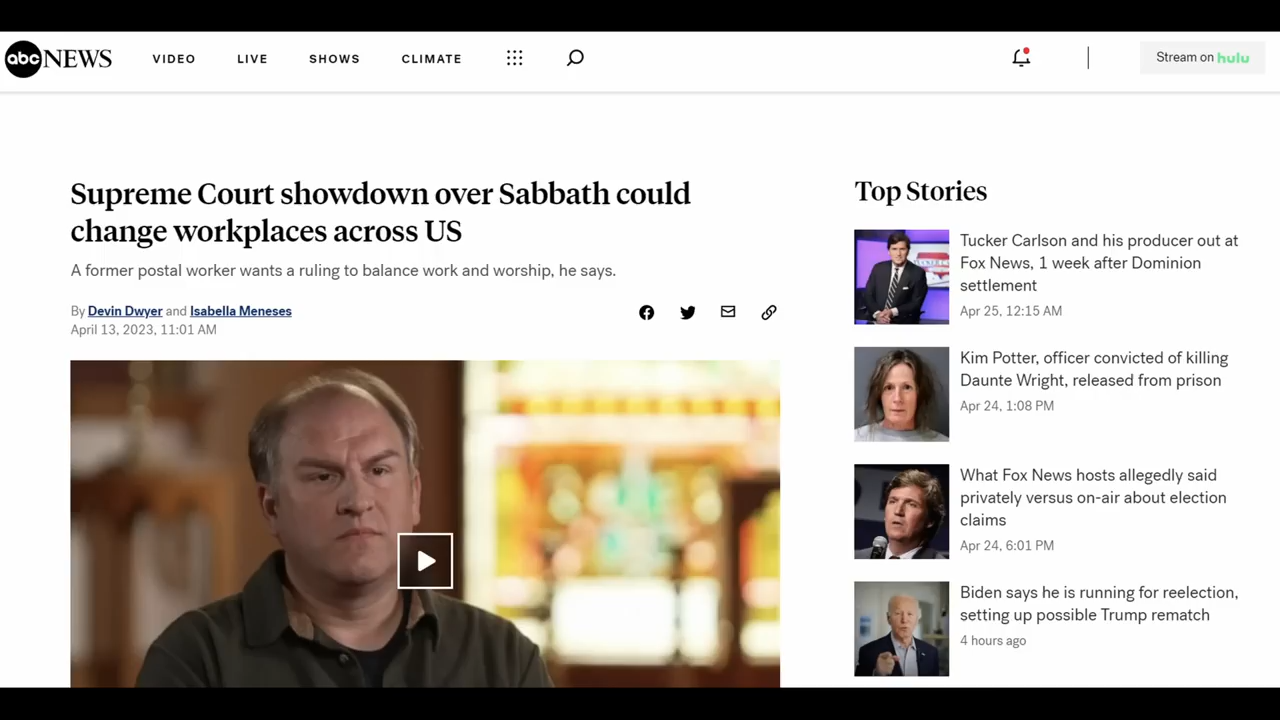 abc NEWS VIDEO LIVE SHOWS CLIMATE Stream on hulu
Supreme Court showdown over Sabbath could
change workplaces across US
A former postal worker wants a ruling to balance work and worship, he says.
By Devin Dwyer and Isabella Meneses
April 13, 2023, 11:01 AM
Top Stories
Tucker Carlson and his producer out at
Fox News, 1 week after Dominion
settlement
Apr 25, 12:15 AM
Kim Potter, officer convicted of killing
Daunte Wright, released from prison
Apr 24, 1:08 PM
What Fox News hosts allegedly said
privately versus on-air about election
claims
Apr 24, 6:01 PM
Biden says he is running for reelection,
setting up possible Trump rematch
4 hours ago